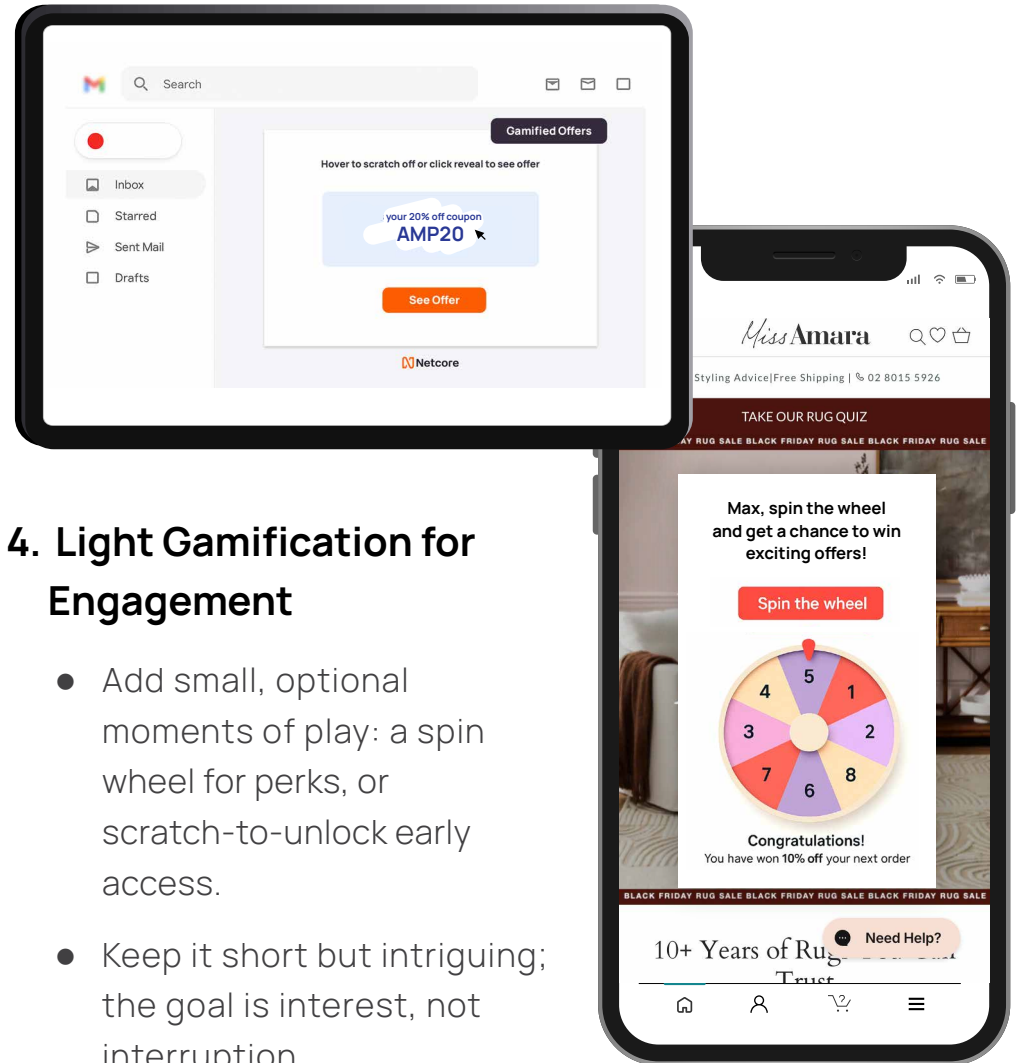 Search
Gamified Offers
Hover to scratch off or click reveal to see offer
Inbox
Starred
Sent Mail
Drafts
your 20% off coupon
AMP20
See Offer
Netcore
Miss Amara
Styling Advice|Free Shipping | 02 8015 5926
TAKE OUR RUG QUIZ
AY RUG SALE BLACK FRIDAY RUG SALE BLACK FRIDAY RUG SALE
Max, spin the wheel
and get a chance to win
exciting offers!
Spin the wheel
5
4
1
3
2
7
8
6
Congratulations!
You have won 10% off your next order
BLACK FRIDAY RUG SALE BLACK FRIDAY RUG SALE BLACK FRIDAY RUG SALE
10+ Years of Rug
Need Help?
Trust
4. Light Gamification for
Engagement
● Add small, optional
moments of play: a spin
wheel for perks, or
scratch-to-unlock early
access.
● Keep it short but intriguing;
the goal is interest, not
interruption